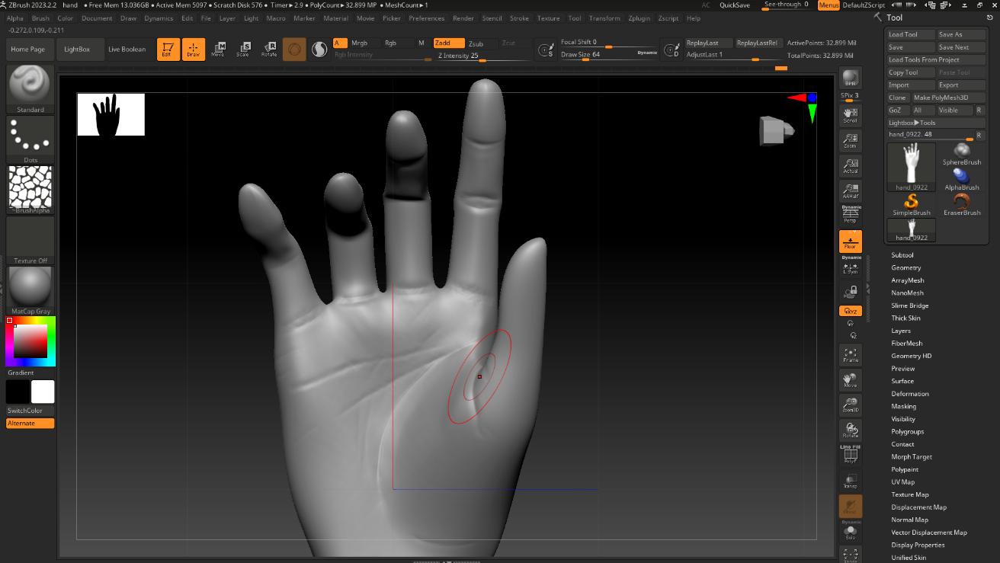 ZBrush 2023.2.2 hand ● Free Mem 13.036GB ● Active Mem 5097 ● Scratch Disk 576 ● Timer►2.9 ● PolyCount►32.899 MP ● MeshCount►1 AC QuickSave See-through 0 Menus DefaultZScript
Alpha Brush Color Document Draw Dynamics Edit File Layer Light Macro Marker Material Movie Picker Preferences Render Stencil Stroke Texture Tool Transform Zplugin Zscript Help
-0.272,0.109,-0.211
Home Page LightBox Live Boolean Edit Draw Move Scale Rotate
A Mrgb Rgb M Zadd Zsub Zcut
Rgb Intensity Z Intensity 25
Focal Shift 0
Draw Size 64 Dynamic
S D
ReplayLast ReplayLastRel ActivePoints: 32.899 Mil
AdjustLast 1 TotalPoints: 32.899 Mil
Standard
Dots
~BrushAlpha
Texture Off
MatCap Gray
Gradient
SwitchColor
Alternate
BPR
SPix 3
Scroll
Zoom
Actual
AAHalf
Dynamic
Persp
Floor
Dynamic
L.Sym
XYZ
Frame
Move
Zoom3D
Rotate
Line Fill
PolyF
Transp
Ghost
Dynamic
Solo
Tool
Load Tool Save As
Save Save Next
Load Tools From Project
Copy Tool Paste Tool
Import Export
Clone Make PolyMesh3D
GoZ All Visible R
Lightbox►Tools
hand_0922. 48 R
hand_0922 SphereBrush
AlphaBrush
SimpleBrush EraserBrush
hand_0922
Subtool
Geometry
ArrayMesh
NanoMesh
Slime Bridge
Thick Skin
Layers
FiberMesh
Geometry HD
Preview
Surface
Deformation
Masking
Visibility
Polygroups
Contact
Morph Target
Polypaint
UV Map
Texture Map
Displacement Map
Normal Map
Vector Displacement Map
Display Properties
Unified Skin